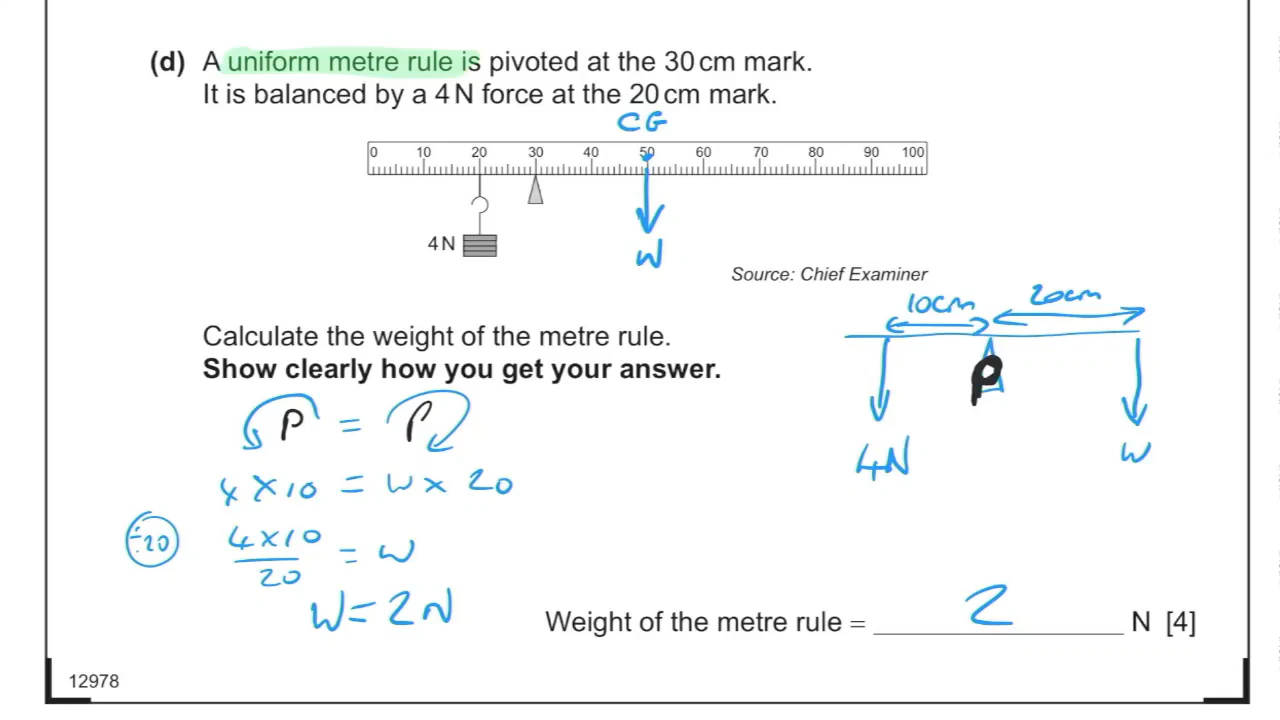 (d) A uniform metre rule is pivoted at the 30 cm mark.
It is balanced by a 4 N force at the 20 cm mark.
CG
0 10 20 30 40 50 60 70 80 90 100
4 N
W
Source: Chief Examiner
10cm 20cm
P
4N W
Calculate the weight of the metre rule.
Show clearly how you get your answer.
P = P
4 × 10 = W × 20
÷20 4×10/20 = W
W = 2N
Weight of the metre rule = 2 N [4]
12978